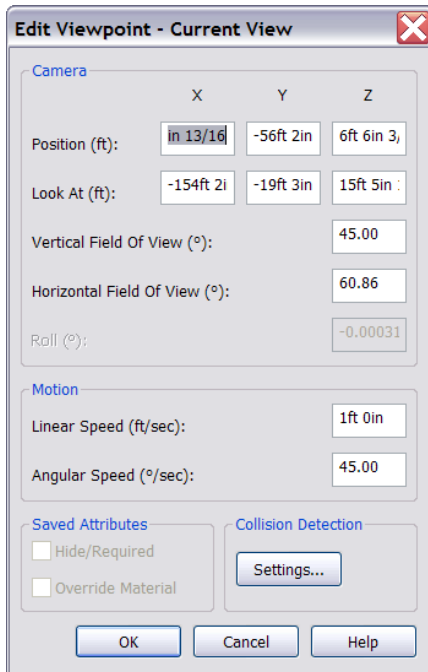 Edit Viewpoint - Current View
Camera
X Y Z
Position (ft): in 13/16 -56ft 2in 6ft 6in 3/
Look At (ft): -154ft 2i -19ft 3in 15ft 5in
Vertical Field Of View (°): 45.00
Horizontal Field Of View (°): 60.86
Roll (°): -0.00031
Motion
Linear Speed (ft/sec): 1ft 0in
Angular Speed (°/sec): 45.00
Saved Attributes
Hide/Required
Override Material
Collision Detection
Settings...
OK Cancel Help